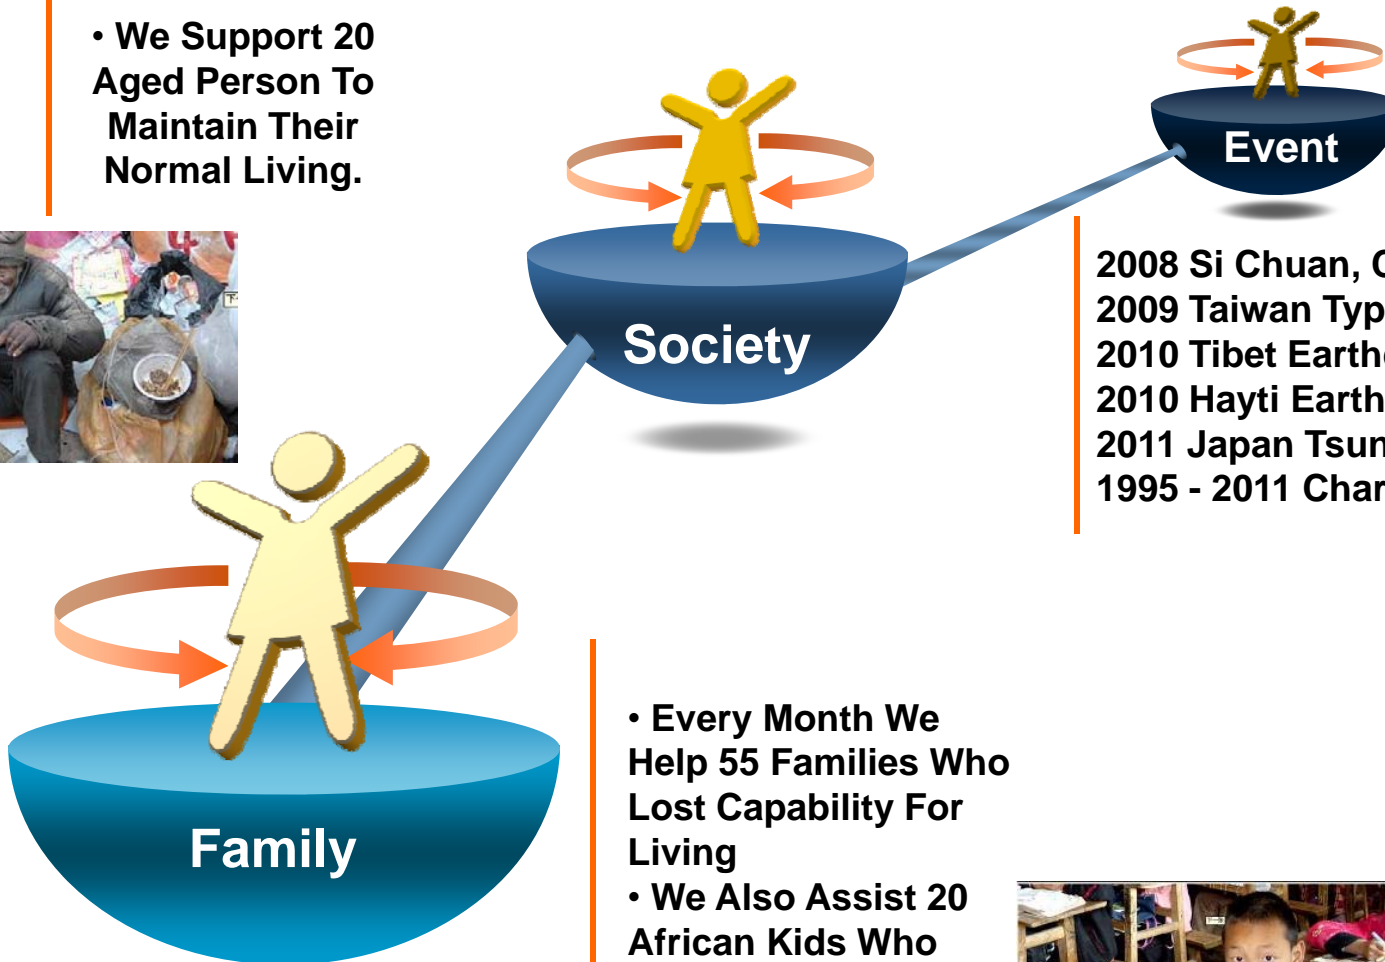 • We Support 20
Aged Person To
Maintain Their
Normal Living.
Event
Society
2008 Si Chuan,
2009 Taiwan
2010 Tibet
2010 Hayti
2011 Japan
1995 - 2011
Family
• Every Month We
Help 55 Families Who
Lost Capability For
Living
• We Also Assist 20
African Kids Who